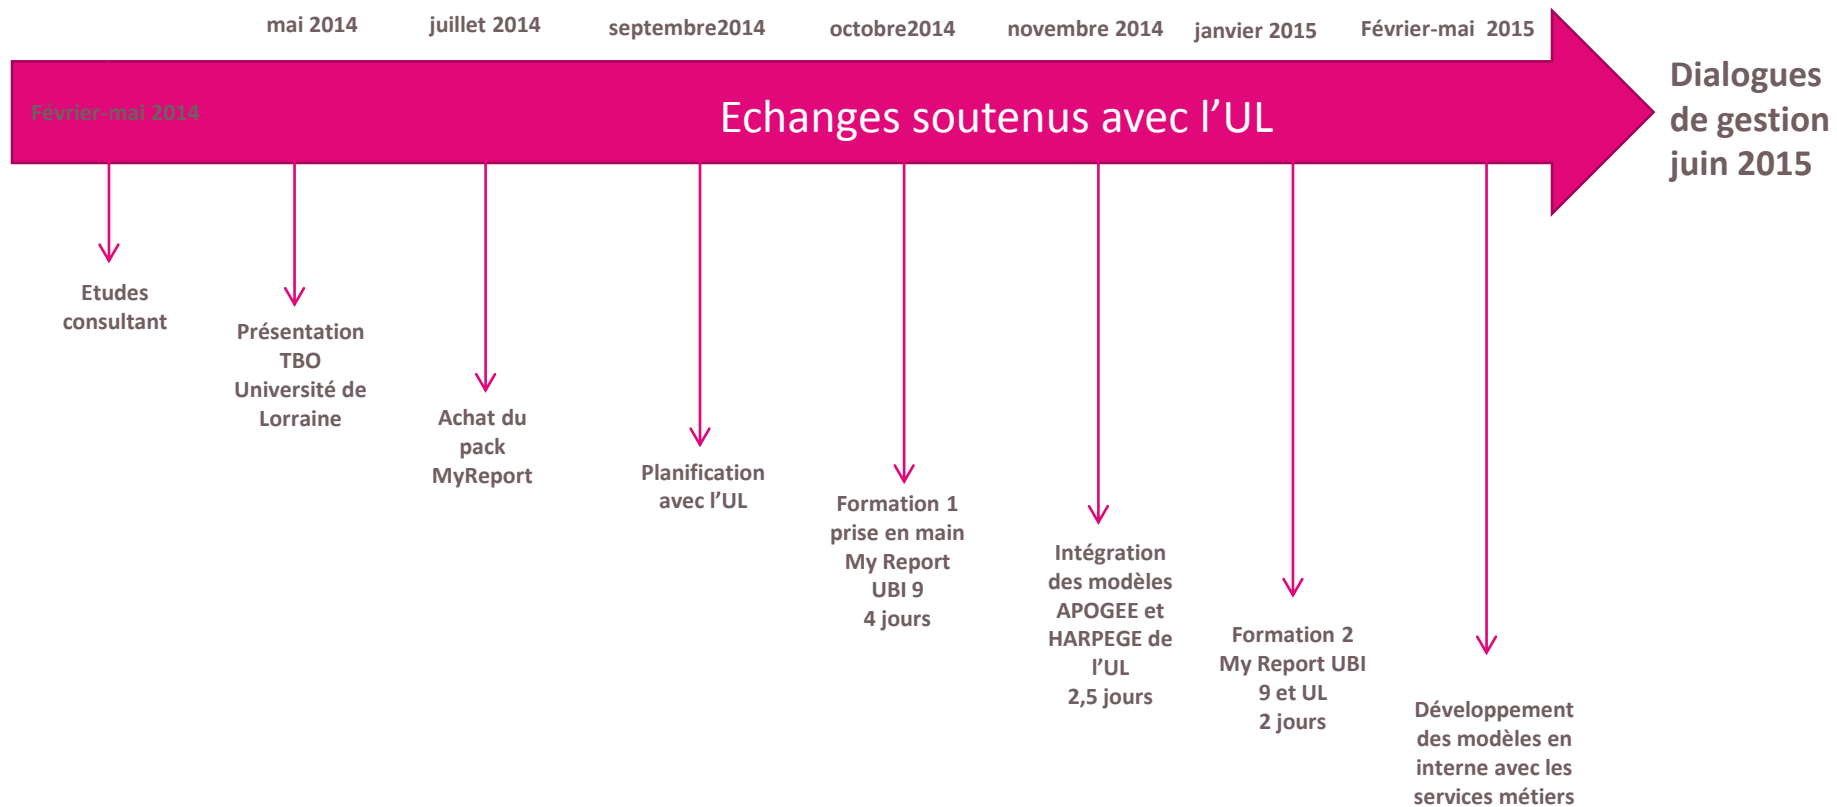 mai 2014
juillet 2014
septembre2014
octobre2014
novembre 2014
janvier 2015
Février-mai 2015
Février-mai 2014
Echanges soutenus avec l’UL
Dialogues
de gestion
juin 2015
Etudes
consultant
Présentation
TBO
Université de
Lorraine
Achat du
pack
MyReport
Planification
avec l’UL
Formation 1
prise en main
My Report
UBI 9
4 jours
Intégration
des modèles
APOGEE et
HARPEGE de
l’UL
2,5 jours
Formation 2
My Report UBI
9 et UL
2 jours
Développement
des modèles en
interne avec les
services métiers